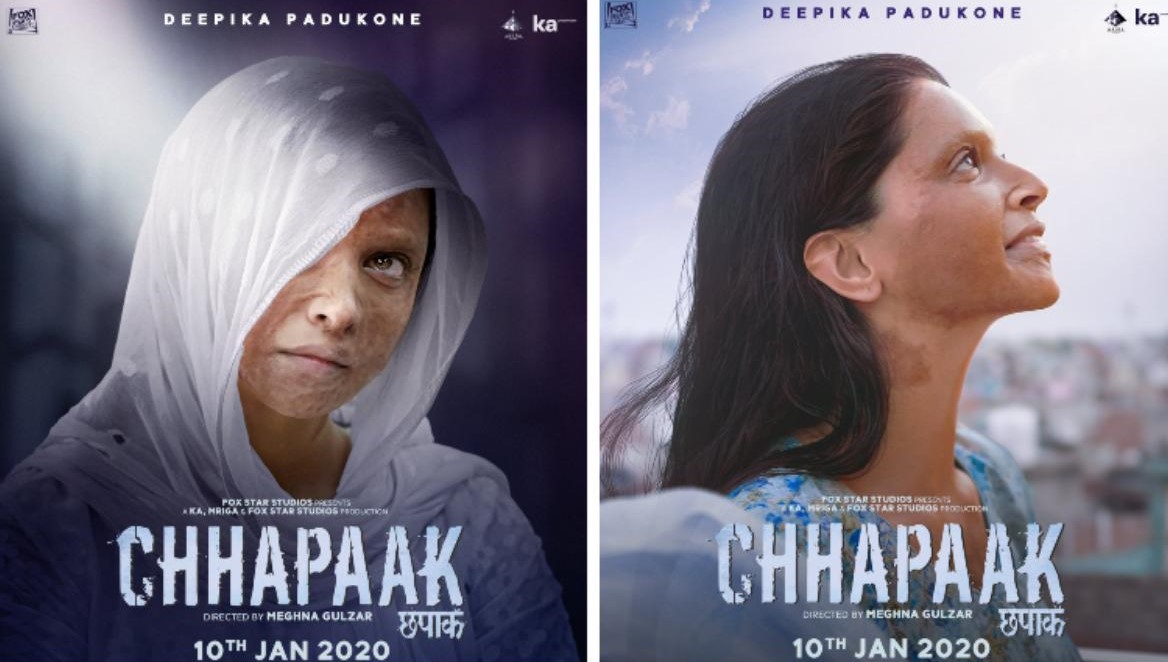 DEEPIKA PADUKONE
ka
FOX STAR STUDIOS PRESENTS
A KA, MRIGA & FOX STAR STUDIOS PRODUCTION
CHHAPAAK
DIRECTED BY MEGHNA GULZAR
छपाक
10TH JAN 2020
DEEPIKA PADUKONE
ka
FOX STAR STUDIOS PRESENTS
A KA, MRIGA & FOX STAR STUDIOS PRODUCTION
CHHAPAAK
DIRECTED BY MEGHNA GULZAR
छपाक
10TH JAN 2020